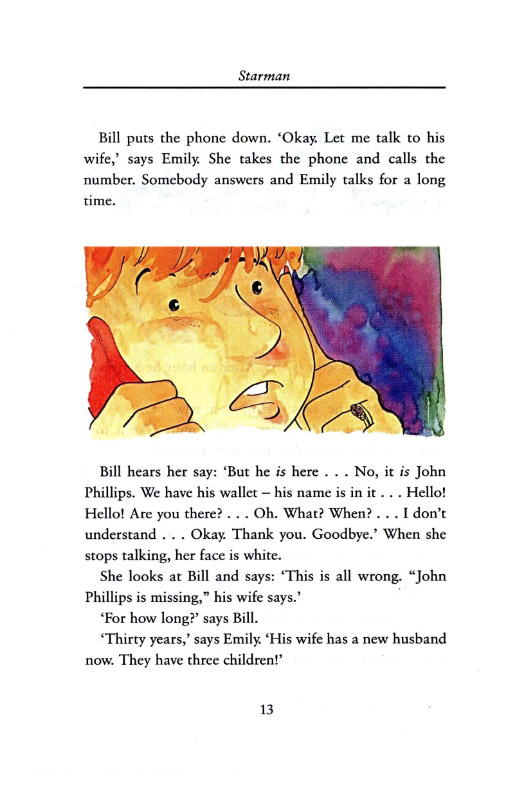 Starman
Bill puts the phone down. ‘Okay. Let me talk to his
wife,’ says Emily. She takes the phone and calls the
number. Somebody answers and Emily talks for a long
time.
Bill hears her say: ‘But he is here . . . No, it is John
Phillips. We have his wallet – his name is in it . . . Hello!
Hello! Are you there? . . . Oh. What? When? . . . I don’t
understand . . . Okay. Thank you. Goodbye.’ When she
stops talking, her face is white.
She looks at Bill and says: ‘This is all wrong. “John
Phillips is missing,” his wife says.’
‘For how long?’ says Bill.
‘Thirty years,’ says Emily. ‘His wife has a new husband
now. They have three children!’
13